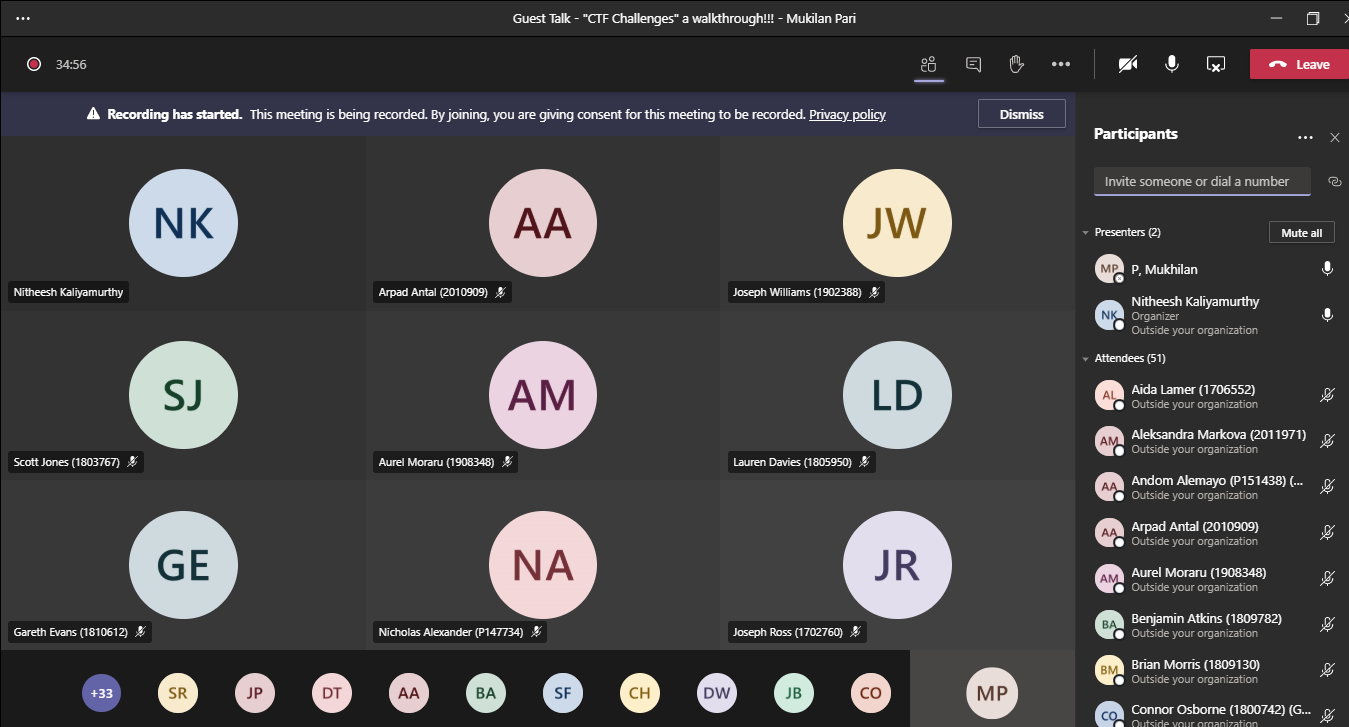 Guest Talk - "CTF Challenges" a walkthrough!!! - Mukilan Pari
34:56
Leave
Recording has started. This meeting is being recorded. By joining, you are giving consent for this meeting to be recorded. Privacy policy
Dismiss
NK
Nitheesh Kaliyamurthy
AA
Arpad Antal (2010909)
JW
Joseph Williams (1902388)
SJ
Scott Jones (1803767)
AM
Aurel Moraru (1908348)
LD
Lauren Davies (1805950)
GE
Gareth Evans (1810612)
NA
Nicholas Alexander (P147734)
JR
Joseph Ross (1702760)
+33
SR
JP
DT
AA
BA
SF
CH
DW
JB
CO
MP
Participants
Invite someone or dial a number
Presenters (2)
Mute all
MP
P, Mukhilan
NK
Nitheesh Kaliyamurthy
Organizer
Outside your organization
Attendees (51)
AL
Aida Lamer (1706552)
Outside your organization
AM
Aleksandra Markova (2011971)
Outside your organization
AA
Andom Alemayo (P151438) (...
Outside your organization
AA
Arpad Antal (2010909)
Outside your organization
AM
Aurel Moraru (1908348)
Outside your organization
BA
Benjamin Atkins (1809782)
Outside your organization
BM
Brian Morris (1809130)
Outside your organization
CO
Connor Osborne (1800742) (G...
Outside your organization